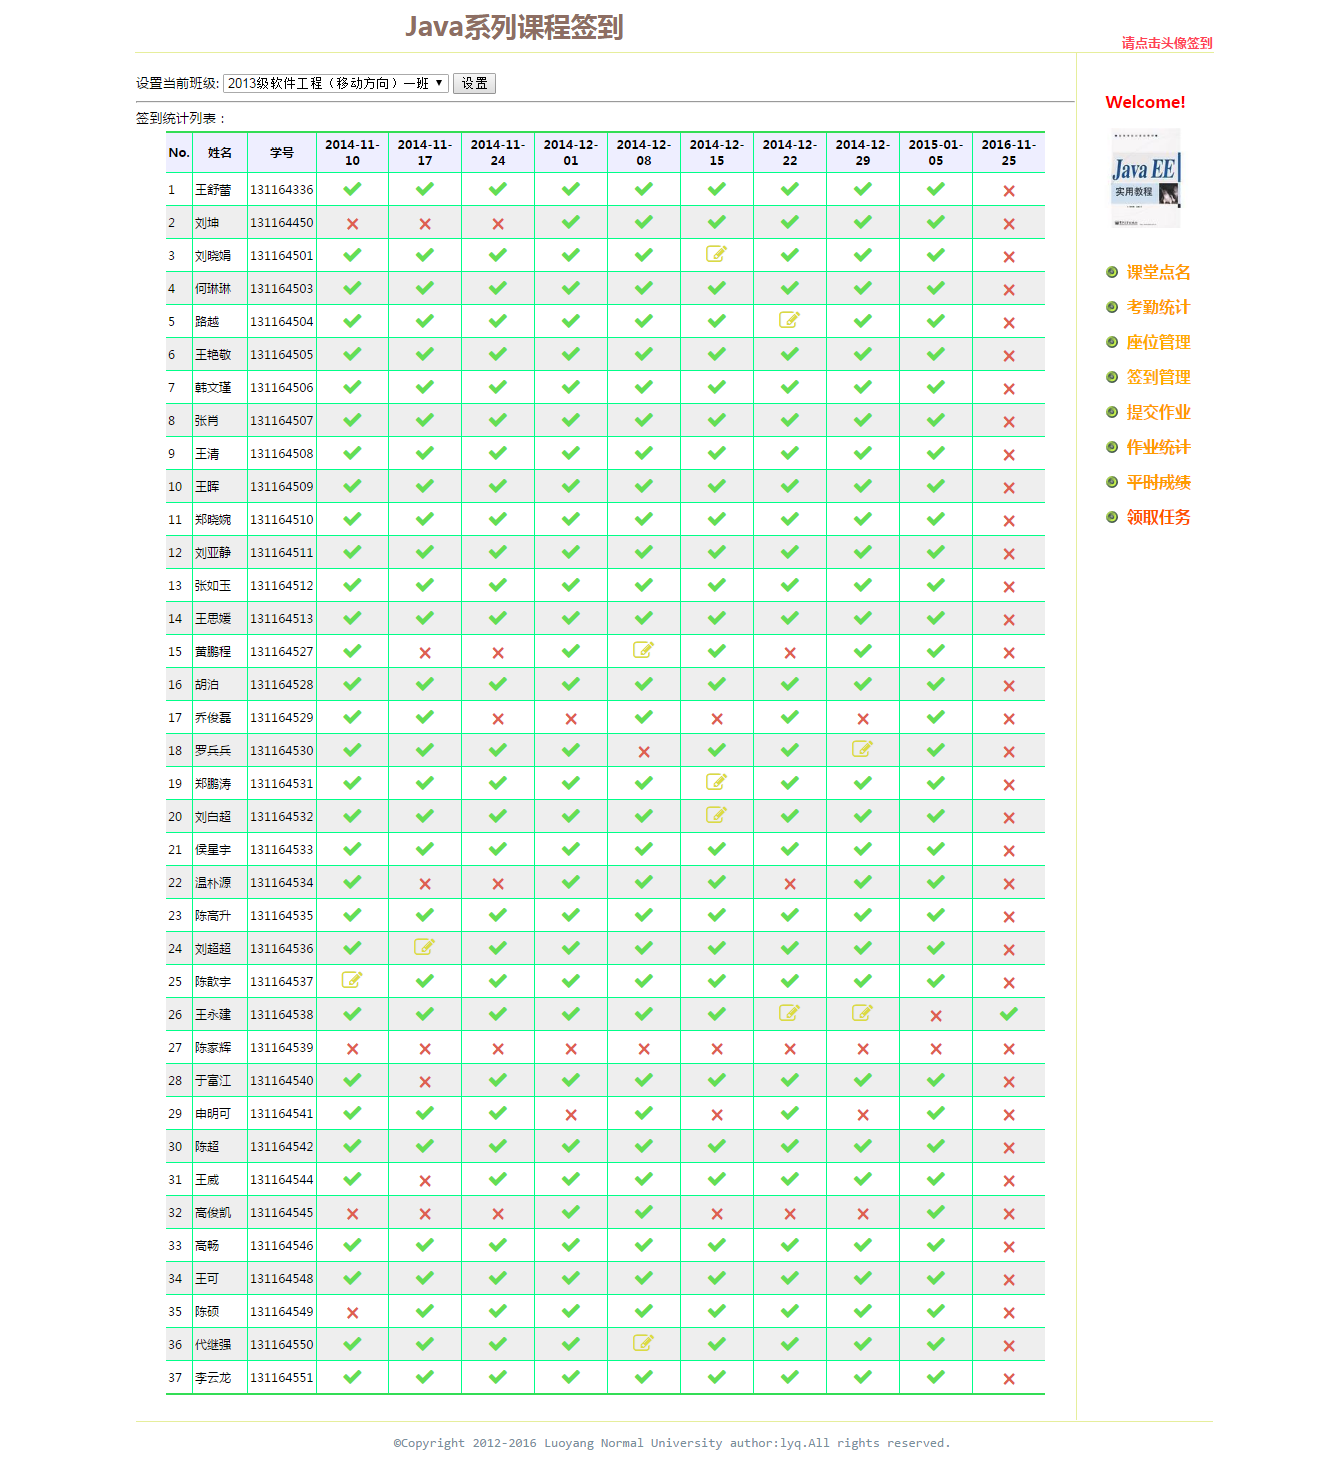 Java系列课程签到
请点击头像签到
设置当前班级: 2013级软件工程（移动方向）一班 设置
签到统计列表：
No. 姓名 学号 2014-11-10 2014-11-17 2014-11-24 2014-12-01 2014-12-08 2014-12-15 2014-12-22 2014-12-29 2015-01-05 2016-11-25
1 王舒蕾 131164336
2 刘坤 131164450
3 刘晓娟 131164501
4 何琳琳 131164503
5 路越 131164504
6 王艳敬 131164505
7 韩文瑾 131164506
8 张肖 131164507
9 王清 131164508
10 王晖 131164509
11 郑晓婉 131164510
12 刘亚静 131164511
13 张如玉 131164512
14 王思媛 131164513
15 黄鹏程 131164527
16 胡泊 131164528
17 乔俊磊 131164529
18 罗兵兵 131164530
19 郑鹏涛 131164531
20 刘白超 131164532
21 侯星宇 131164533
22 温朴源 131164534
23 陈高升 131164535
24 刘超超 131164536
25 陈歆宇 131164537
26 王永建 131164538
27 陈家辉 131164539
28 于富江 131164540
29 申明可 131164541
30 陈超 131164542
31 王威 131164544
32 高俊凯 131164545
33 高畅 131164546
34 王可 131164548
35 陈硕 131164549
36 代继强 131164550
37 李云龙 131164551
Welcome!
Java EE
实用教程
课堂点名
考勤统计
座位管理
签到管理
提交作业
作业统计
平时成绩
领取任务
©Copyright 2012-2016 Luoyang Normal University author:lyq.All rights reserved.